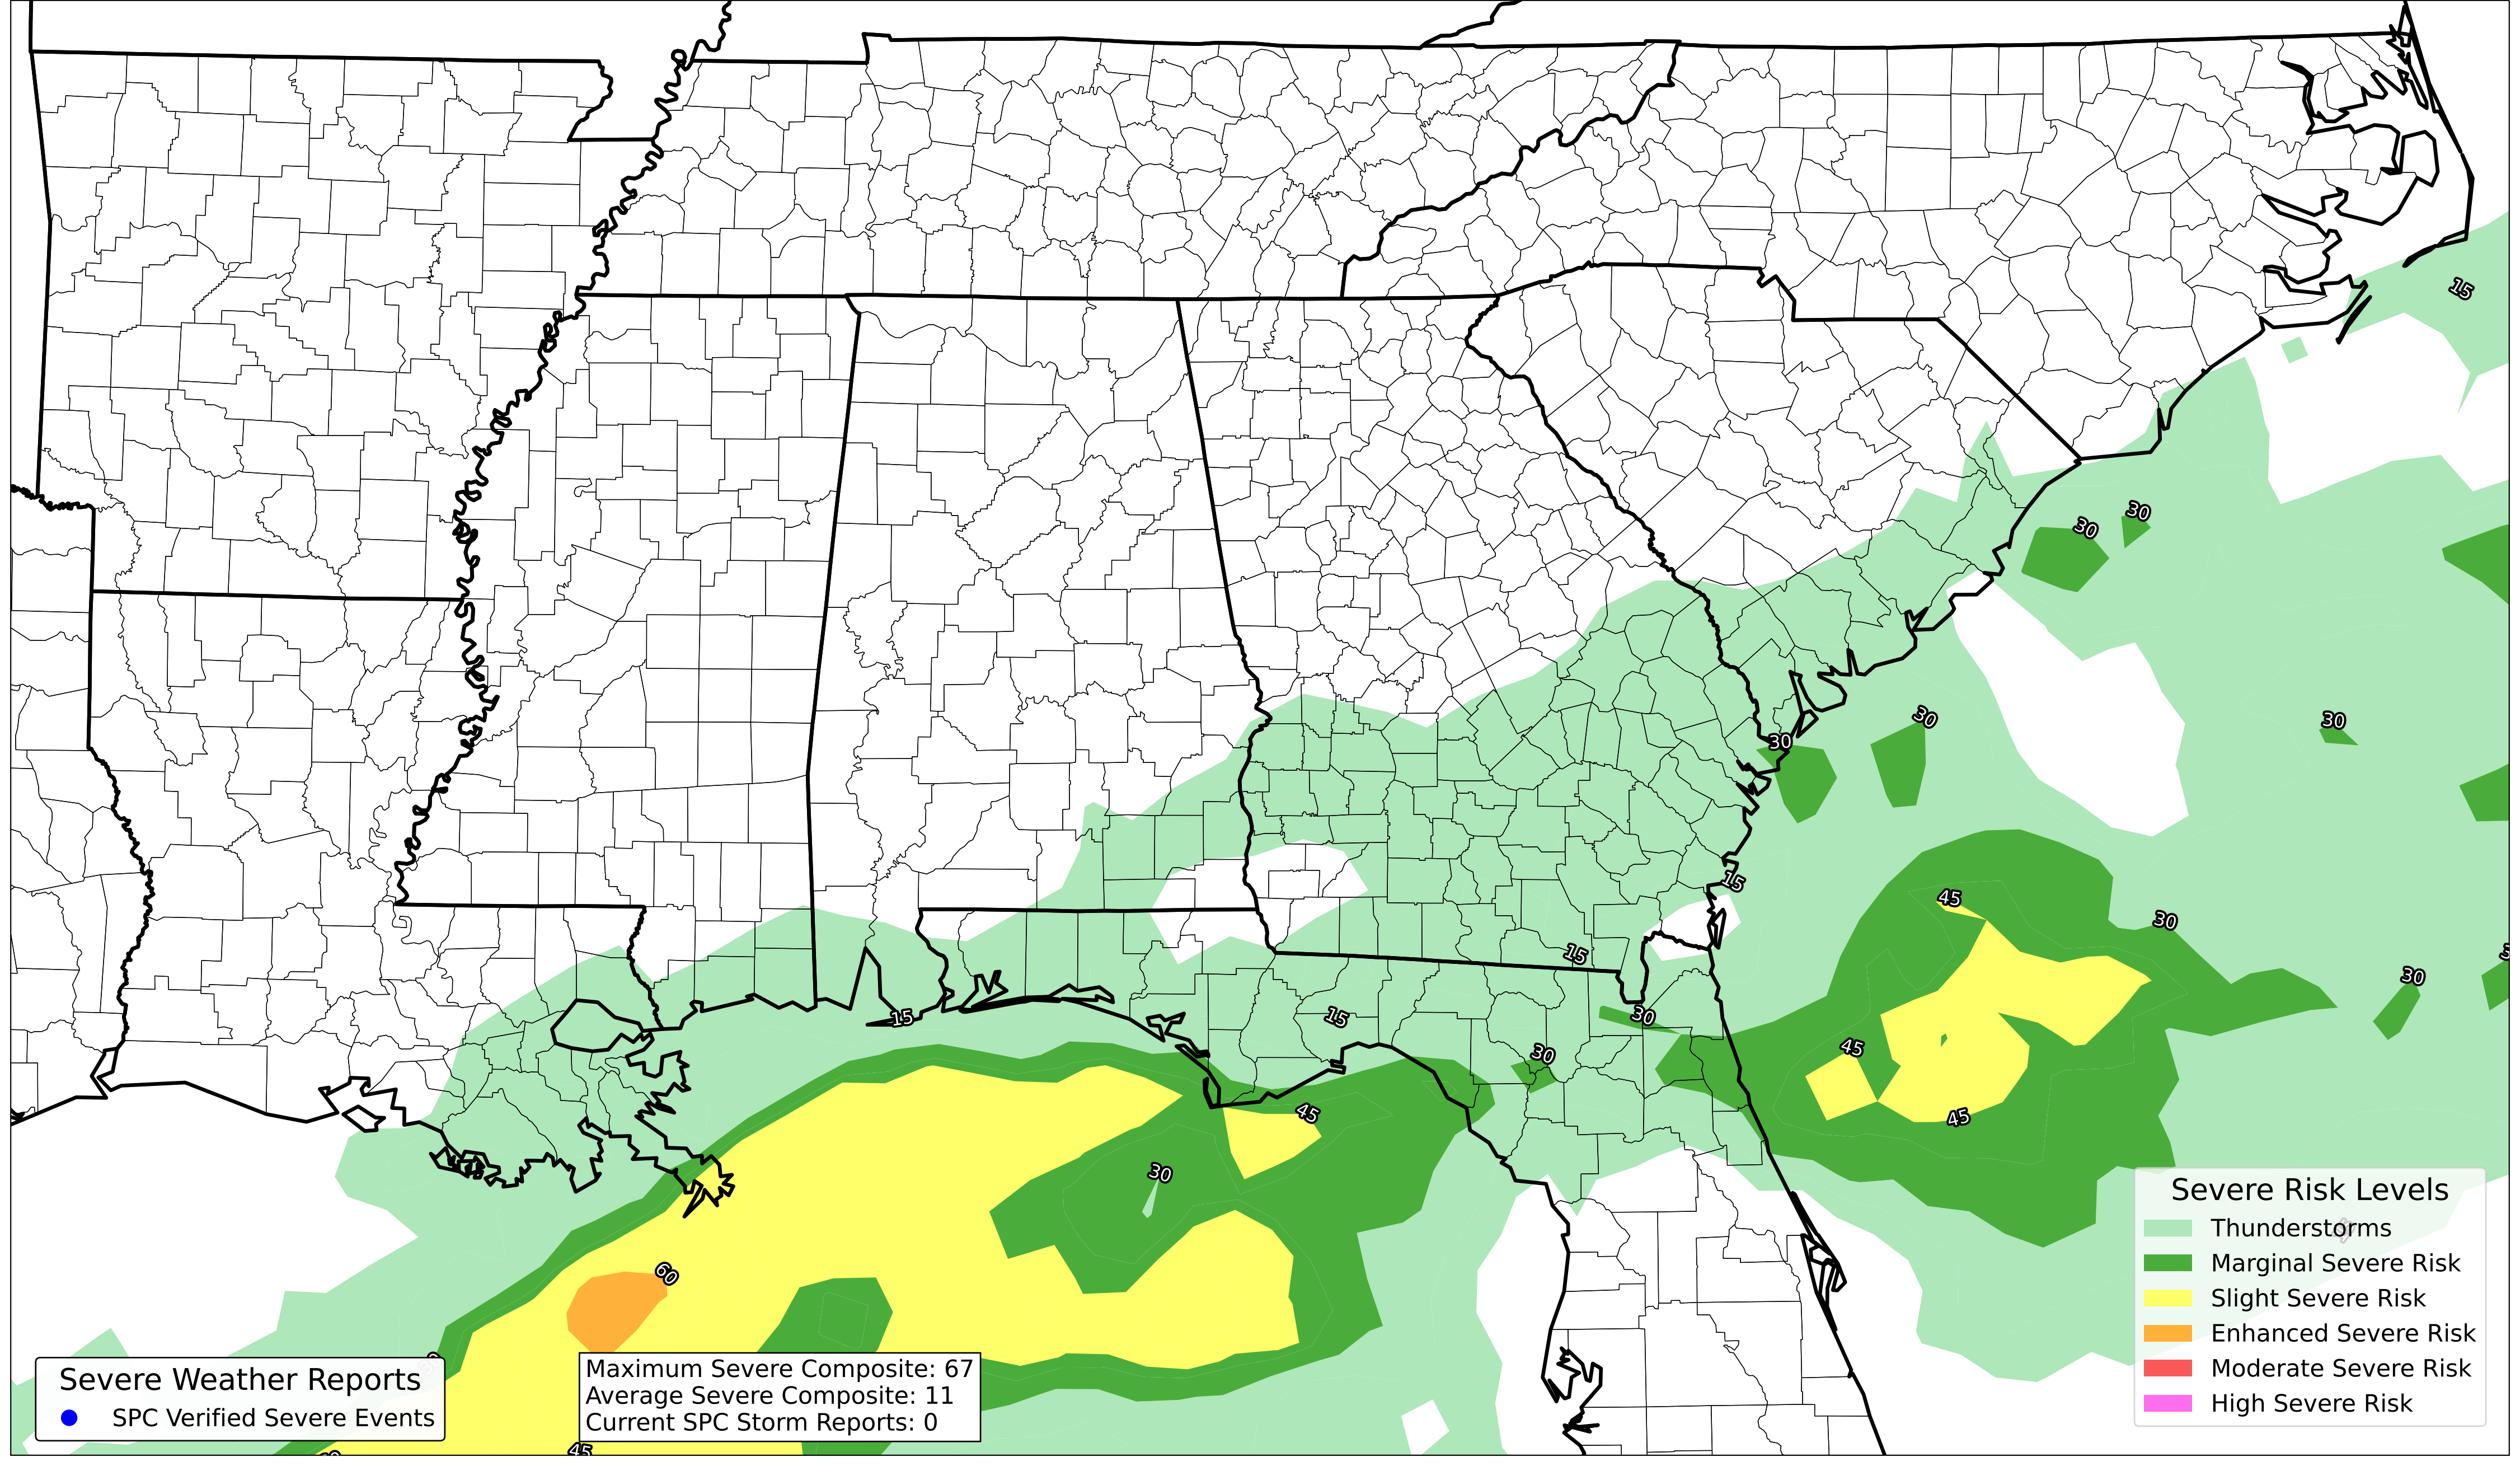 15
30
30
30
30
30
15
45
30
15
30
15
15
30
30
45
45
45
30
60
Severe Risk Levels
Thunderstorms
Marginal Severe Risk
Slight Severe Risk
Enhanced Severe Risk
Moderate Severe Risk
High Severe Risk
Severe Weather Reports
SPC Verified Severe Events
Maximum Severe Composite: 67
Average Severe Composite: 11
Current SPC Storm Reports: 0
45